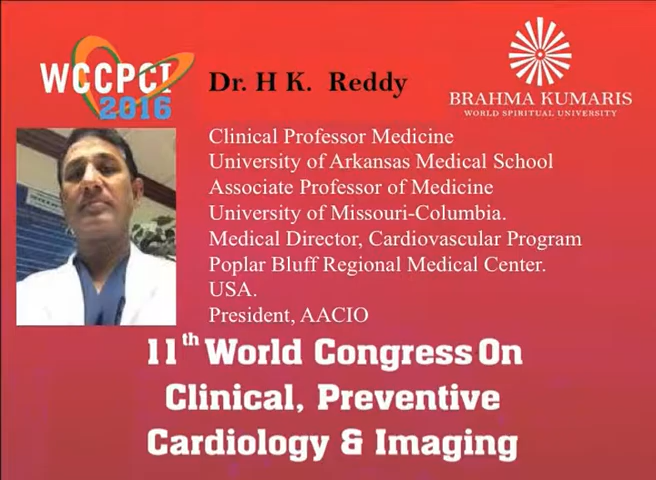 WCCPCI
2016
Dr. H K. Reddy
BRAHMA KUMARIS
WORLD SPIRITUAL UNIVERSITY
Clinical Professor Medicine
University of Arkansas Medical School
Associate Professor of Medicine
University of Missouri-Columbia.
Medical Director, Cardiovascular Program
Poplar Bluff Regional Medical Center.
USA.
President, AACIO
11th World Congress On
Clinical, Preventive
Cardiology & Imaging